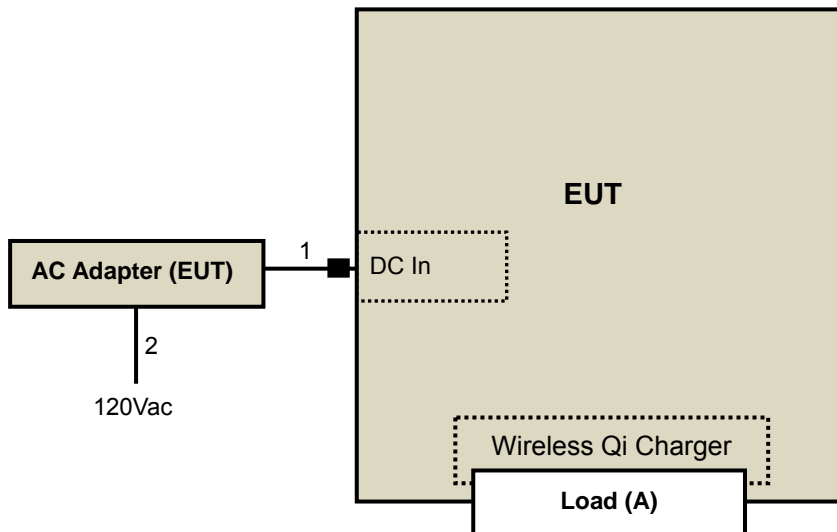 EUT
1
AC Adapter (EUT)
DC In
2
120Vac
Wireless Qi Charger
Load (A)